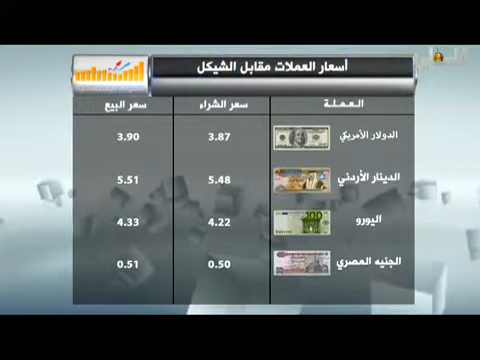 أسعار العملات مقابل الشيكل
العملة سعر الشراء سعر البيع
الدولار الأمريكي 3.87 3.90
الدينار الأردني 5.48 5.51
اليورو 4.22 4.33
الجنيه المصري 0.50 0.51